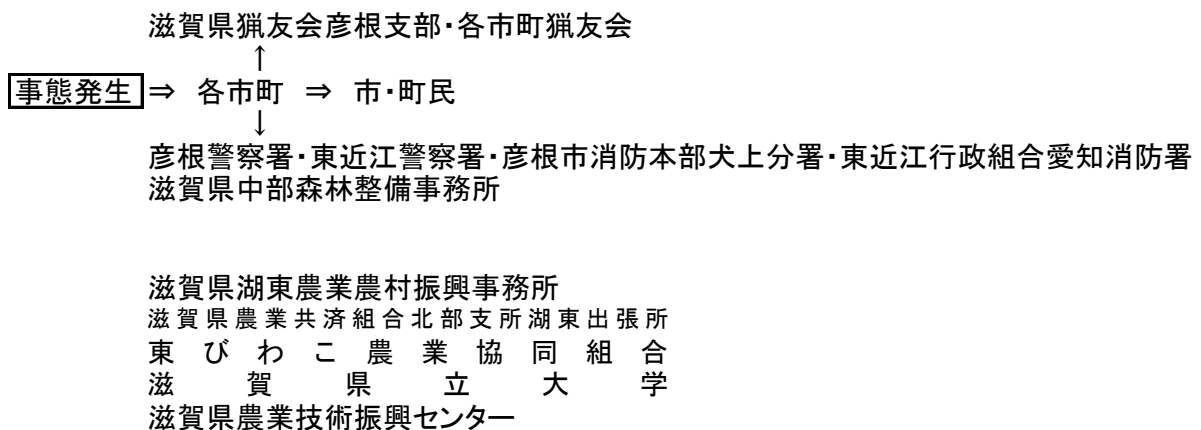 滋賀県猟友会彦根支部・各市町猟友会
↑
事態発生 ⇒ 各市町 ⇒ 市・町民
↓
彦根警察署・東近江警察署・彦根市消防本部犬上分署・東近江行政組合愛知消防署
滋賀県中部森林整備事務所
滋賀県湖東農業農村振興事務所
滋賀県農業共済組合北部支所湖東出張所
東びわこ農業協同組合
滋賀県立大学
滋賀県農業技術振興センター